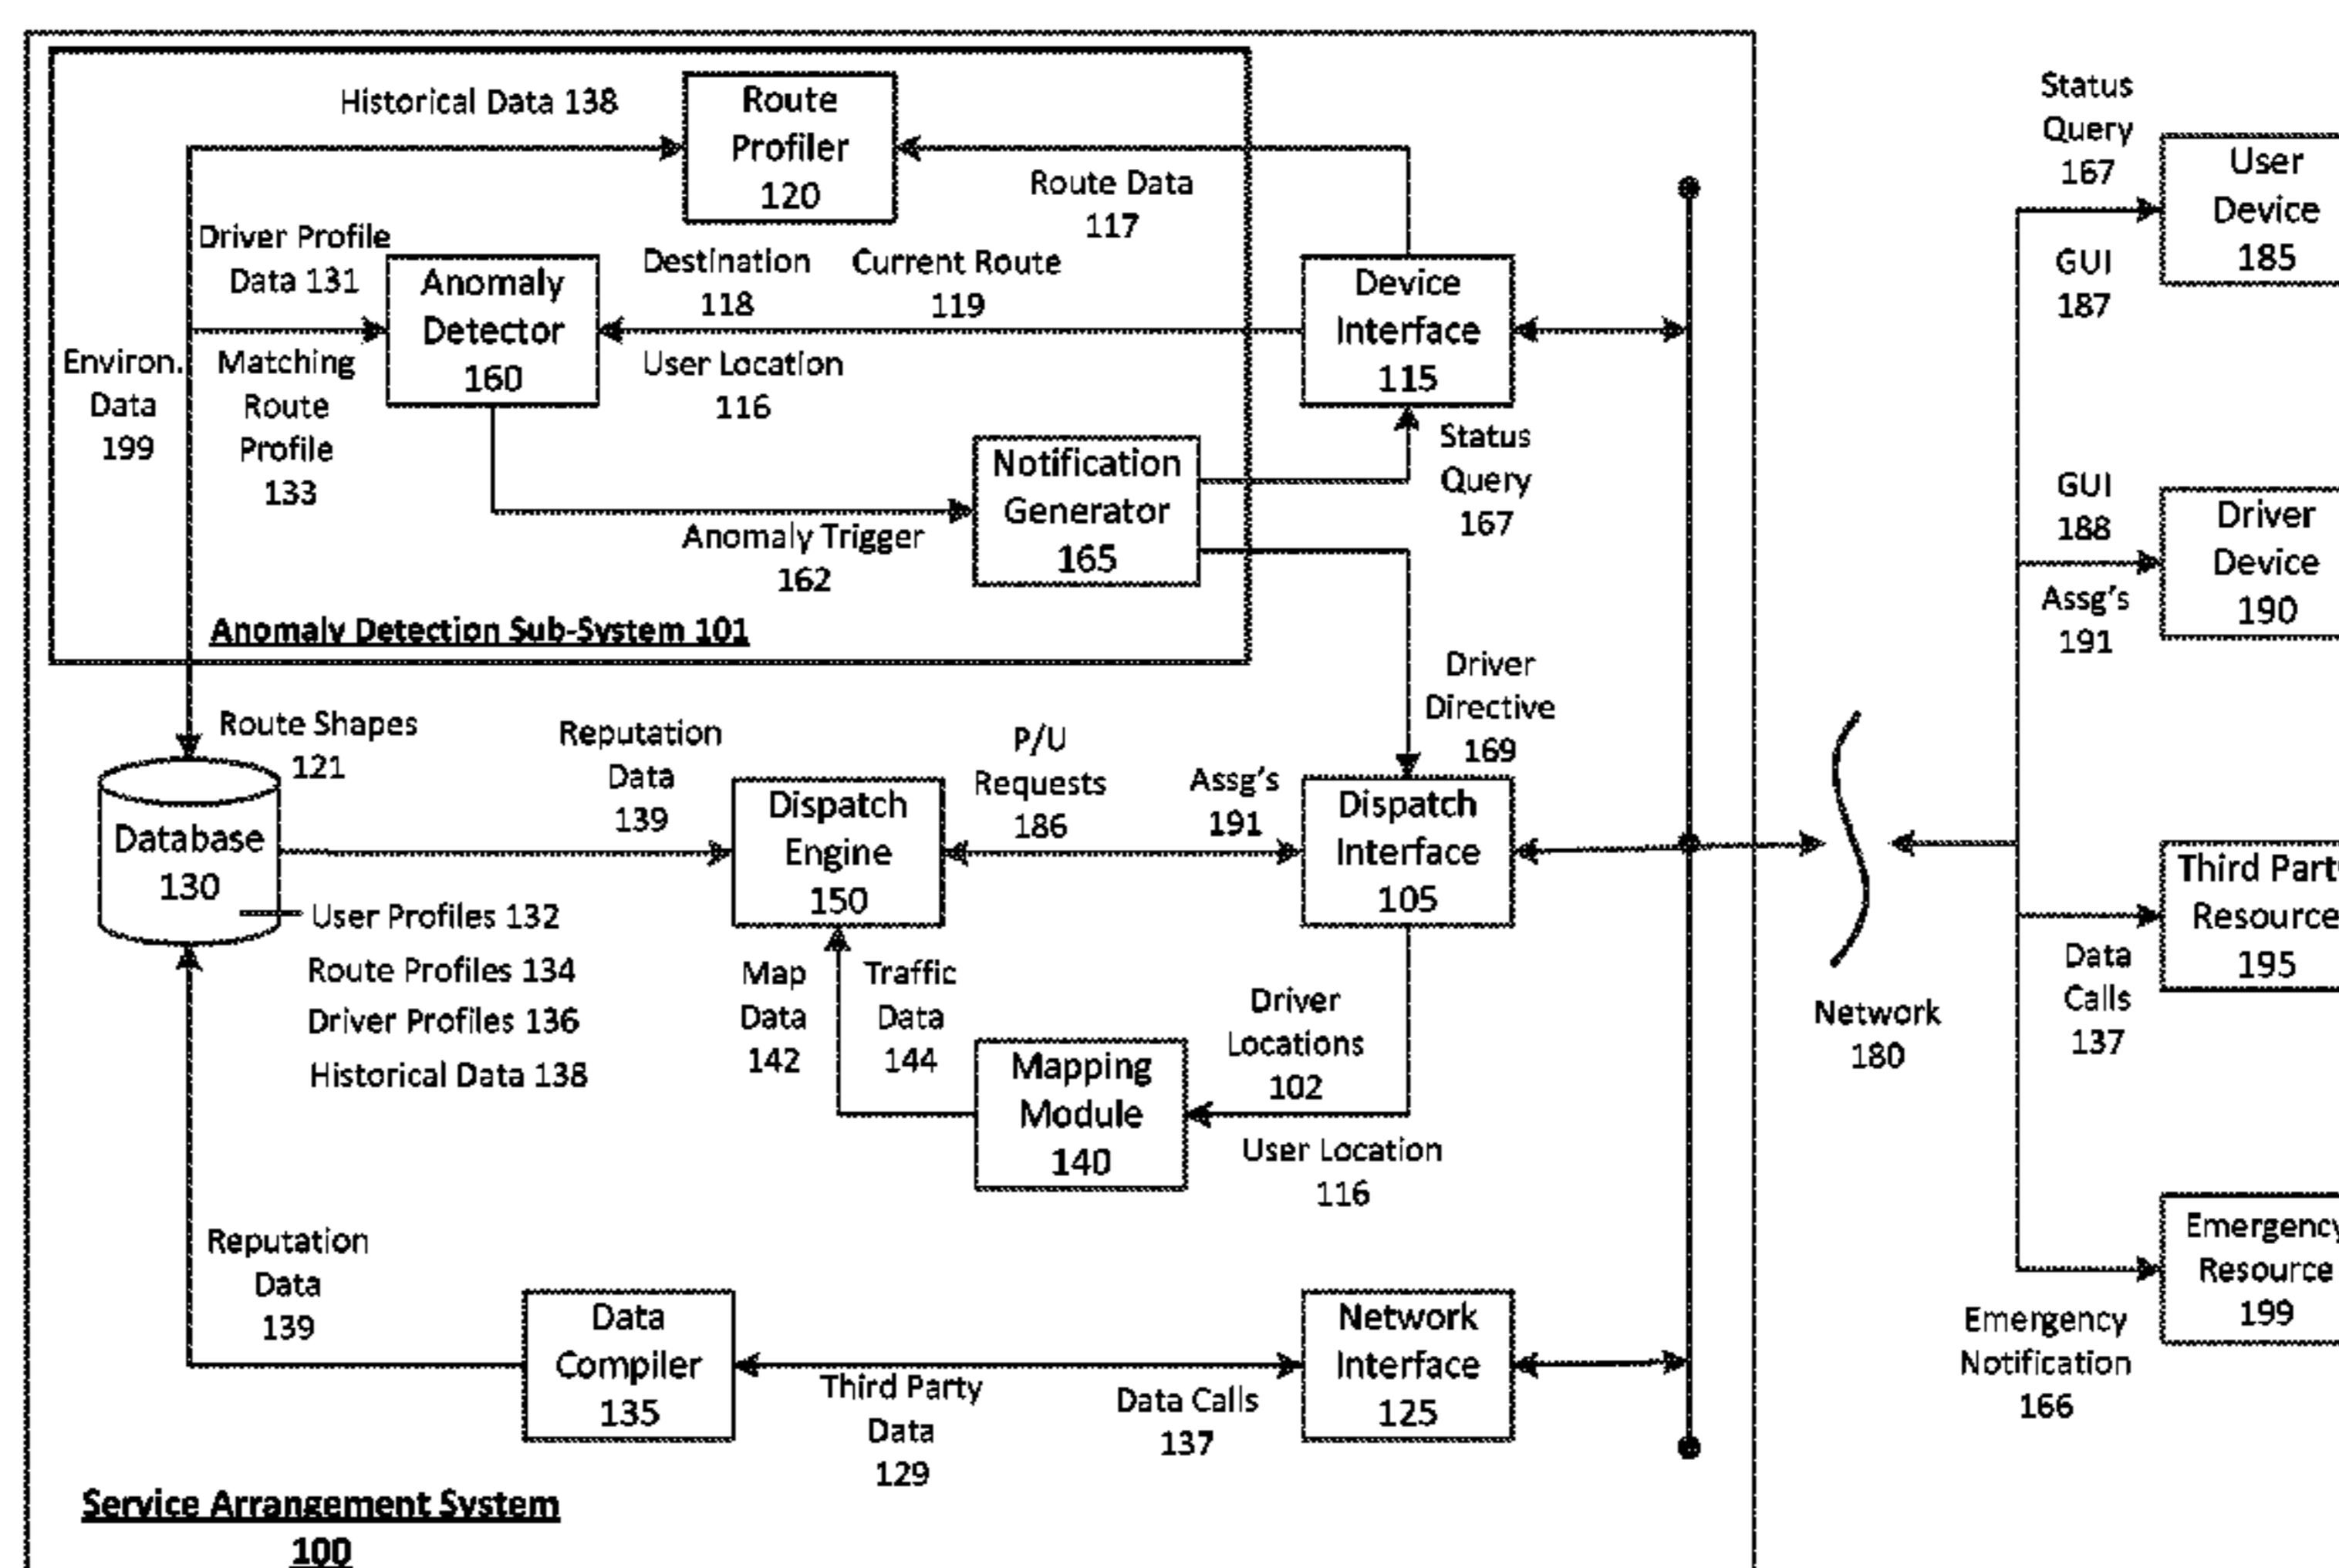 Historical Data 138
Route
Profiler
120
Route Data
117
Driver Profile
Data 131
Anomaly
Detector
160
Destination
118
Current Route
119
User Location
116
Device
Interface
115
Environ.
Data
199
Matching
Route
Profile
133
Notification
Generator
165
Status
Query
167
Anomaly Trigger
162
Anomaly Detection Sub-System 101
Driver
Directive
169
Route Shapes
121
Database
130
User Profiles 132
Route Profiles 134
Driver Profiles 136
Historical Data 138
Reputation
Data
139
Dispatch
Engine
150
P/U
Requests
186
Assg's
191
Dispatch
Interface
105
Map
Data
142
Traffic
Data
144
Mapping
Module
140
Driver
Locations
102
User Location
116
Reputation
Data
139
Data
Compiler
135
Third Party
Data
129
Data Calls
137
Network
Interface
125
Service Arrangement System
100
Network
180
Status
Query
167
GUI
187
User
Device
185
GUI
188
Assg's
191
Driver
Device
190
Third Party
Resource
195
Data
Calls
137
Emergency
Resource
199
Emergency
Notification
166